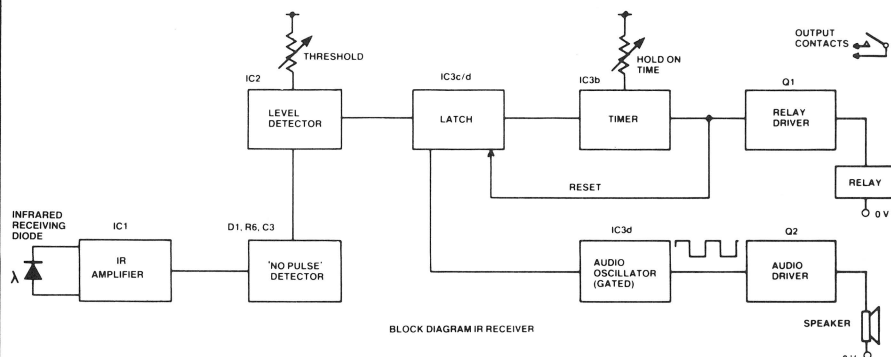 OUTPUT
CONTACTS
THRESHOLD
HOLD ON
TIME
IC2
IC3c/d
IC3b
Q1
LEVEL
DETECTOR
LATCH
TIMER
RELAY
DRIVER
RESET
RELAY
0 V
INFRARED
RECEIVING
DIODE
IC1
D1, R6, C3
IC3d
Q2
λ
IR
AMPLIFIER
'NO PULSE'
DETECTOR
AUDIO
OSCILLATOR
(GATED)
AUDIO
DRIVER
BLOCK DIAGRAM IR RECEIVER
SPEAKER
0 V